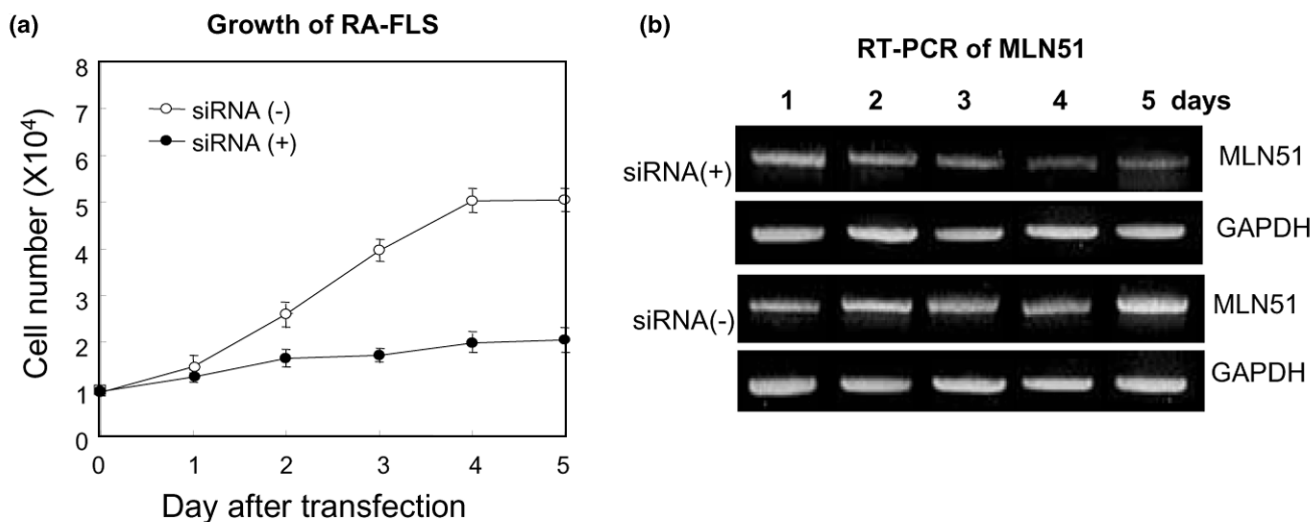 (a)
Growth of RA-FLS
8
7
6
5
4
3
2
1
0
siRNA (-)
siRNA (+)
Cell number (X10⁴)
0 1 2 3 4 5
Day after transfection
(b)
RT-PCR of MLN51
1 2 3 4 5 days
siRNA(+)
MLN51
GAPDH
siRNA(-)
MLN51
GAPDH